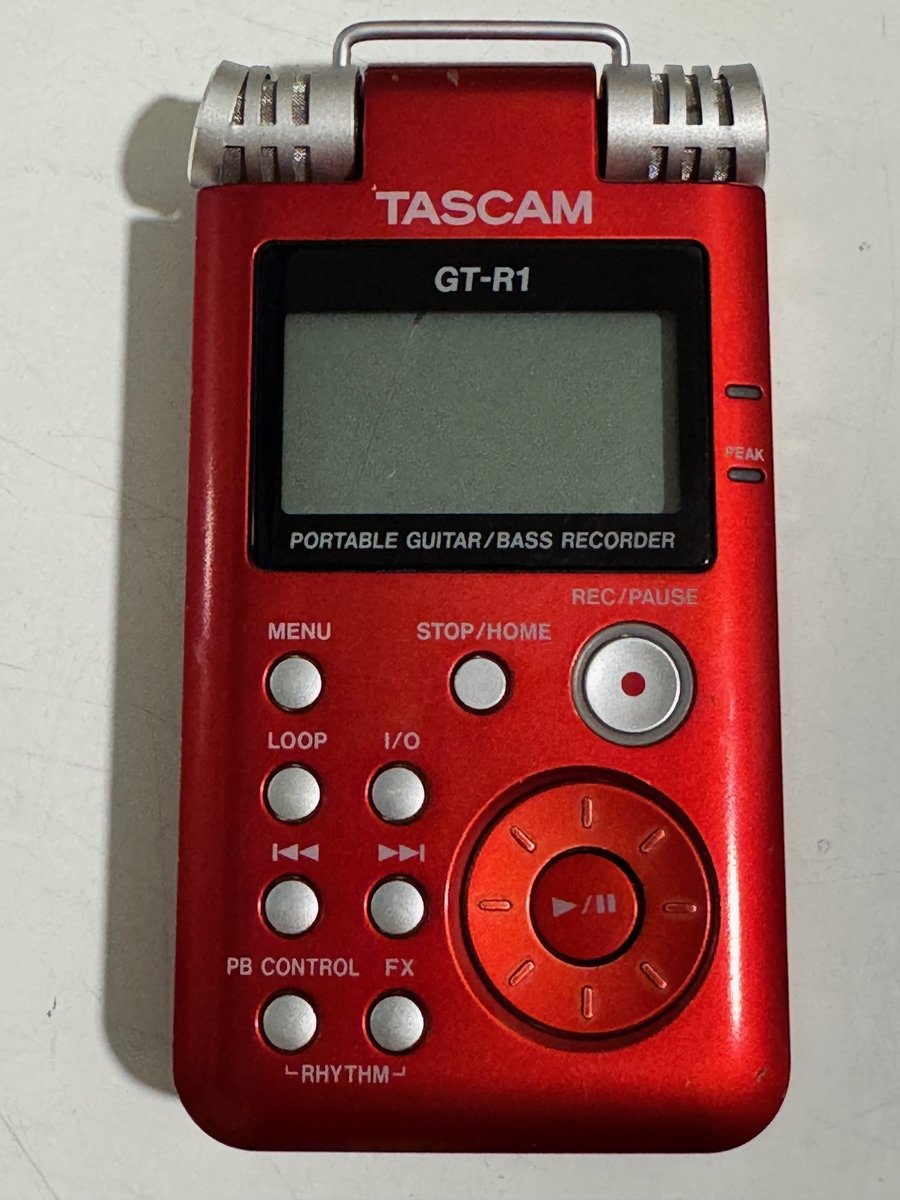 TASCAM
GT-R1
PEAK
PORTABLE GUITAR/BASS RECORDER
REC/PAUSE
MENU
STOP/HOME
LOOP I/O
PB CONTROL FX
RHYTHM